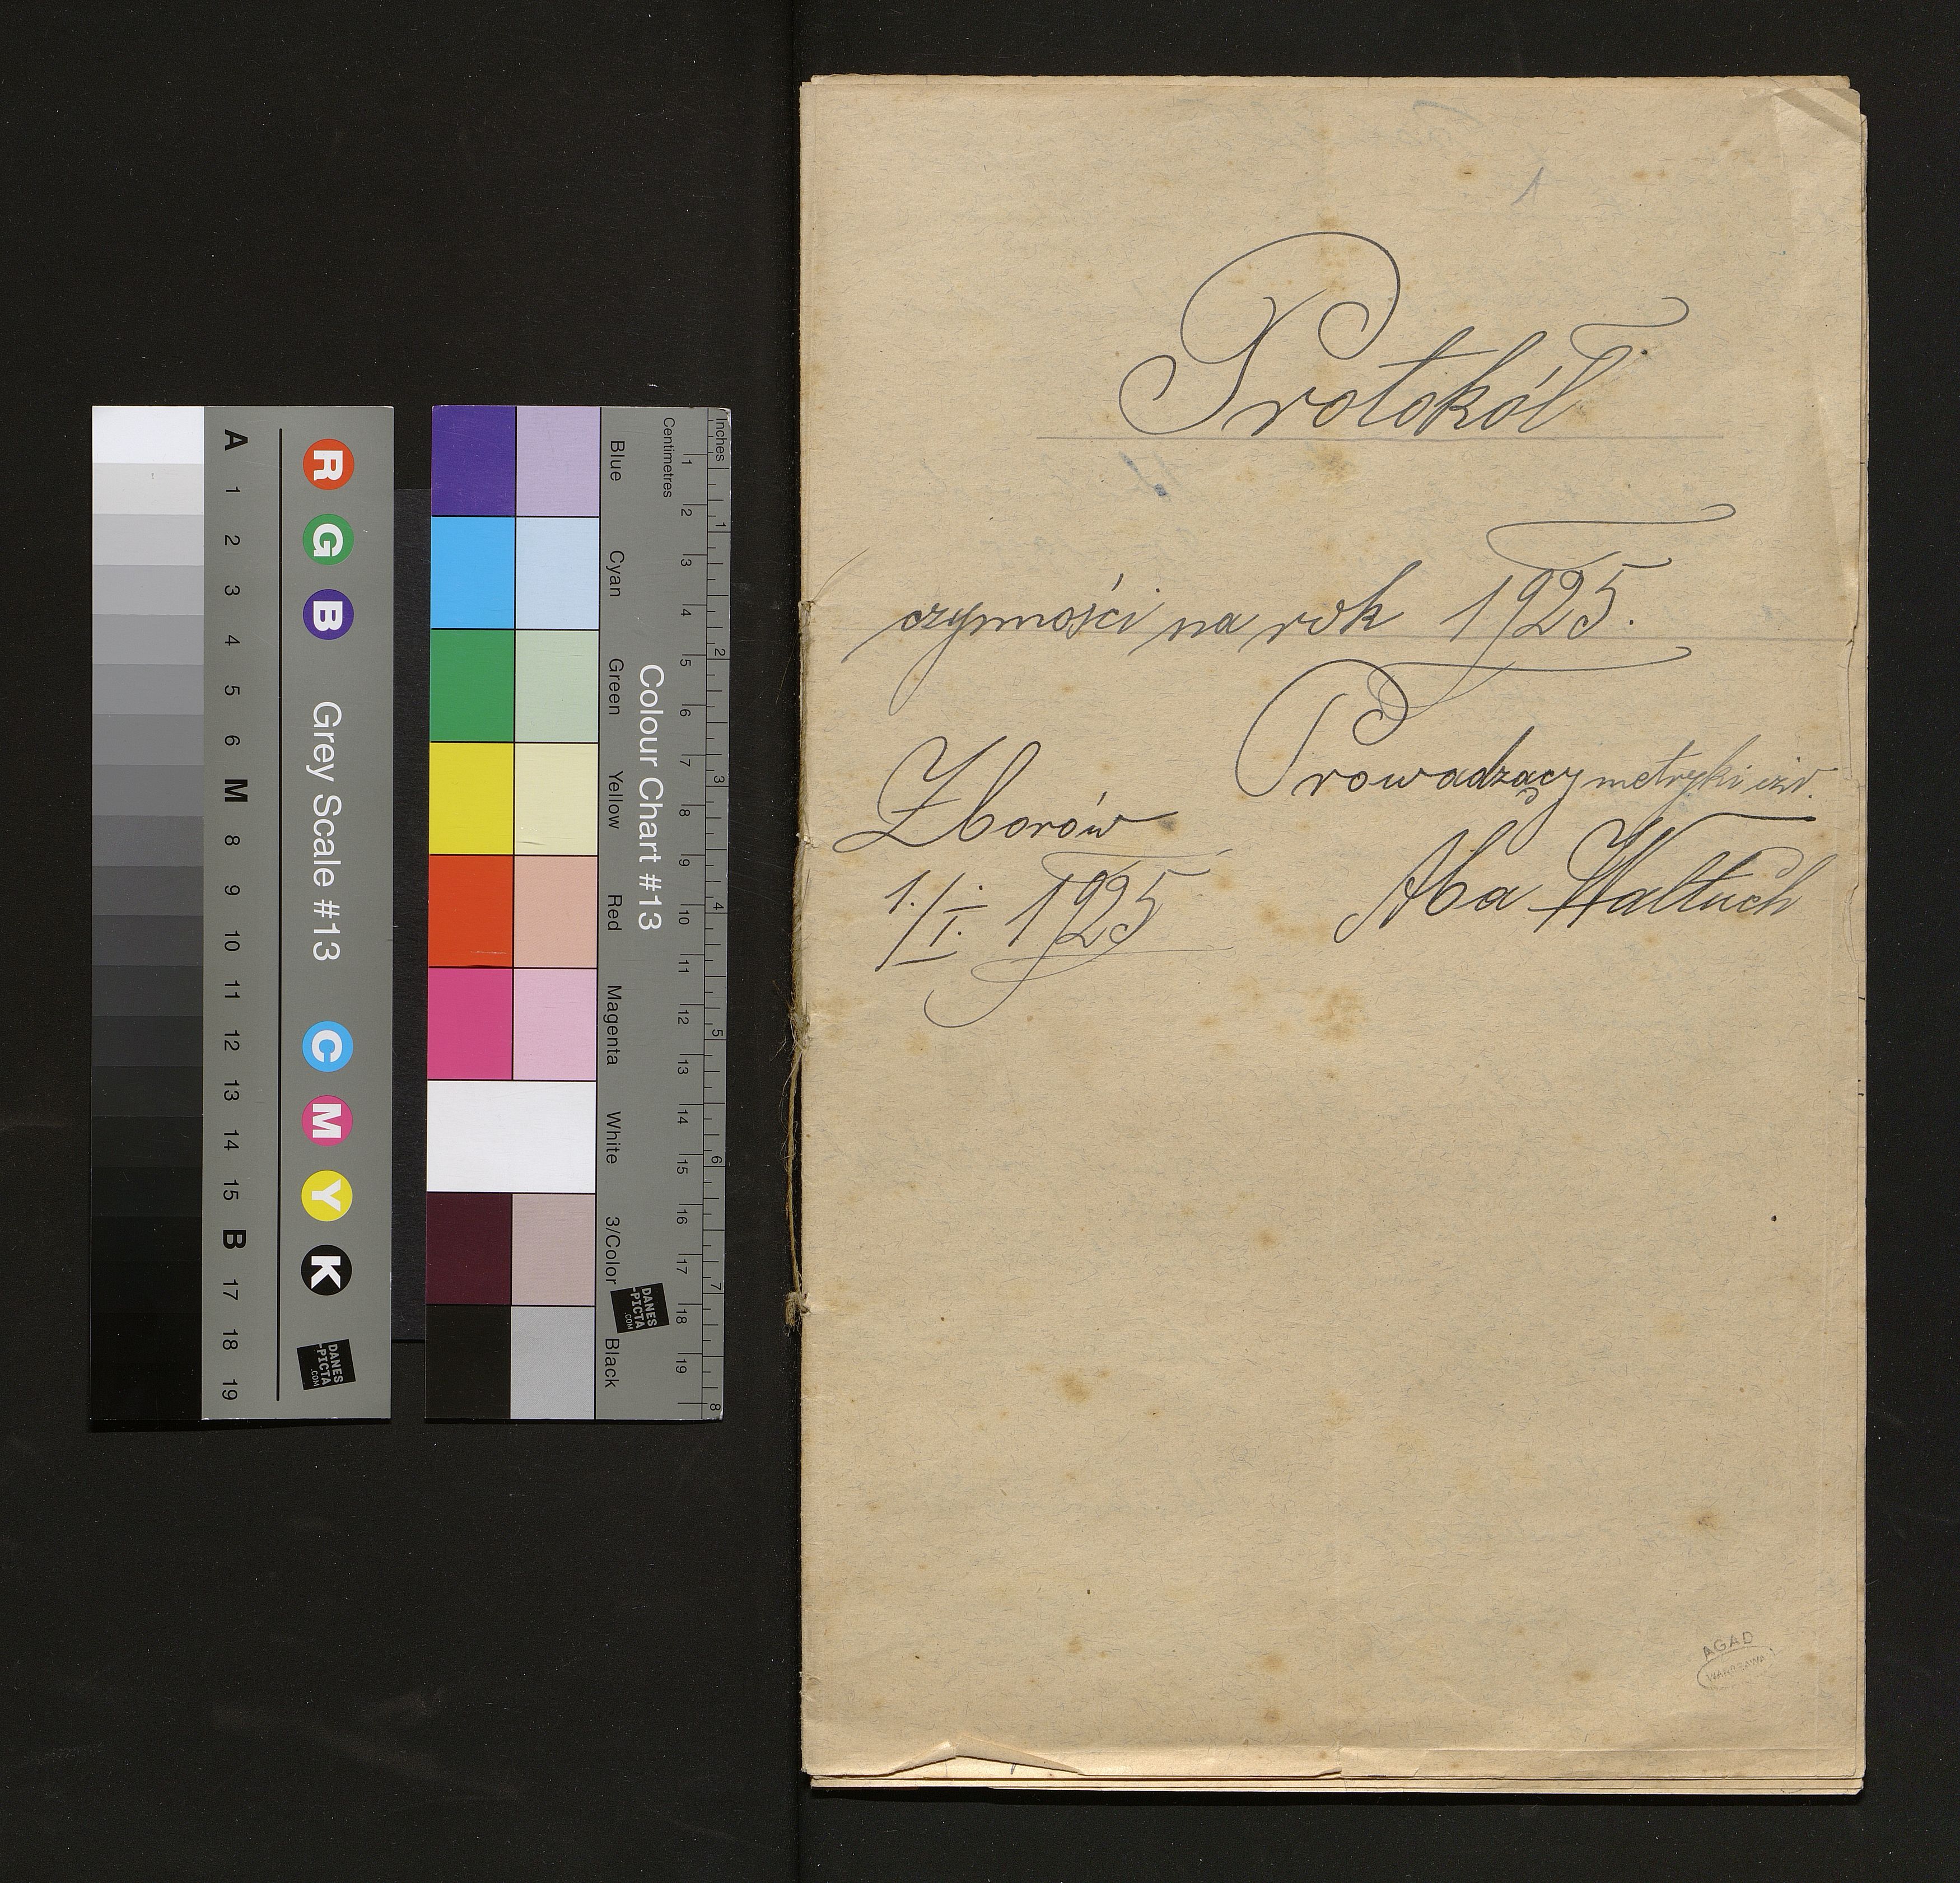 1
Protokół
czynności na rok 1925.
Prowadzący metryki izr.
Zborów
Aba Waltuch
1./I. 1925
AGAD
WARSZAWA
A 1 2 3 4 5 6 M 8 9 10 11 12 13 14 15 B 17 18 19
R G B Grey Scale #13 C M Y K
DANES
-PICTA
.COM
Blue Cyan Green Yellow Red Magenta White 3/Color Black
Colour Chart #13
DANES
-PICTA
.COM
Centimetres 1 2 3 4 5 6 7 8 9 10 11 12 13 14 15 16 17 18 19
Inches 1 2 3 4 5 6 7 8